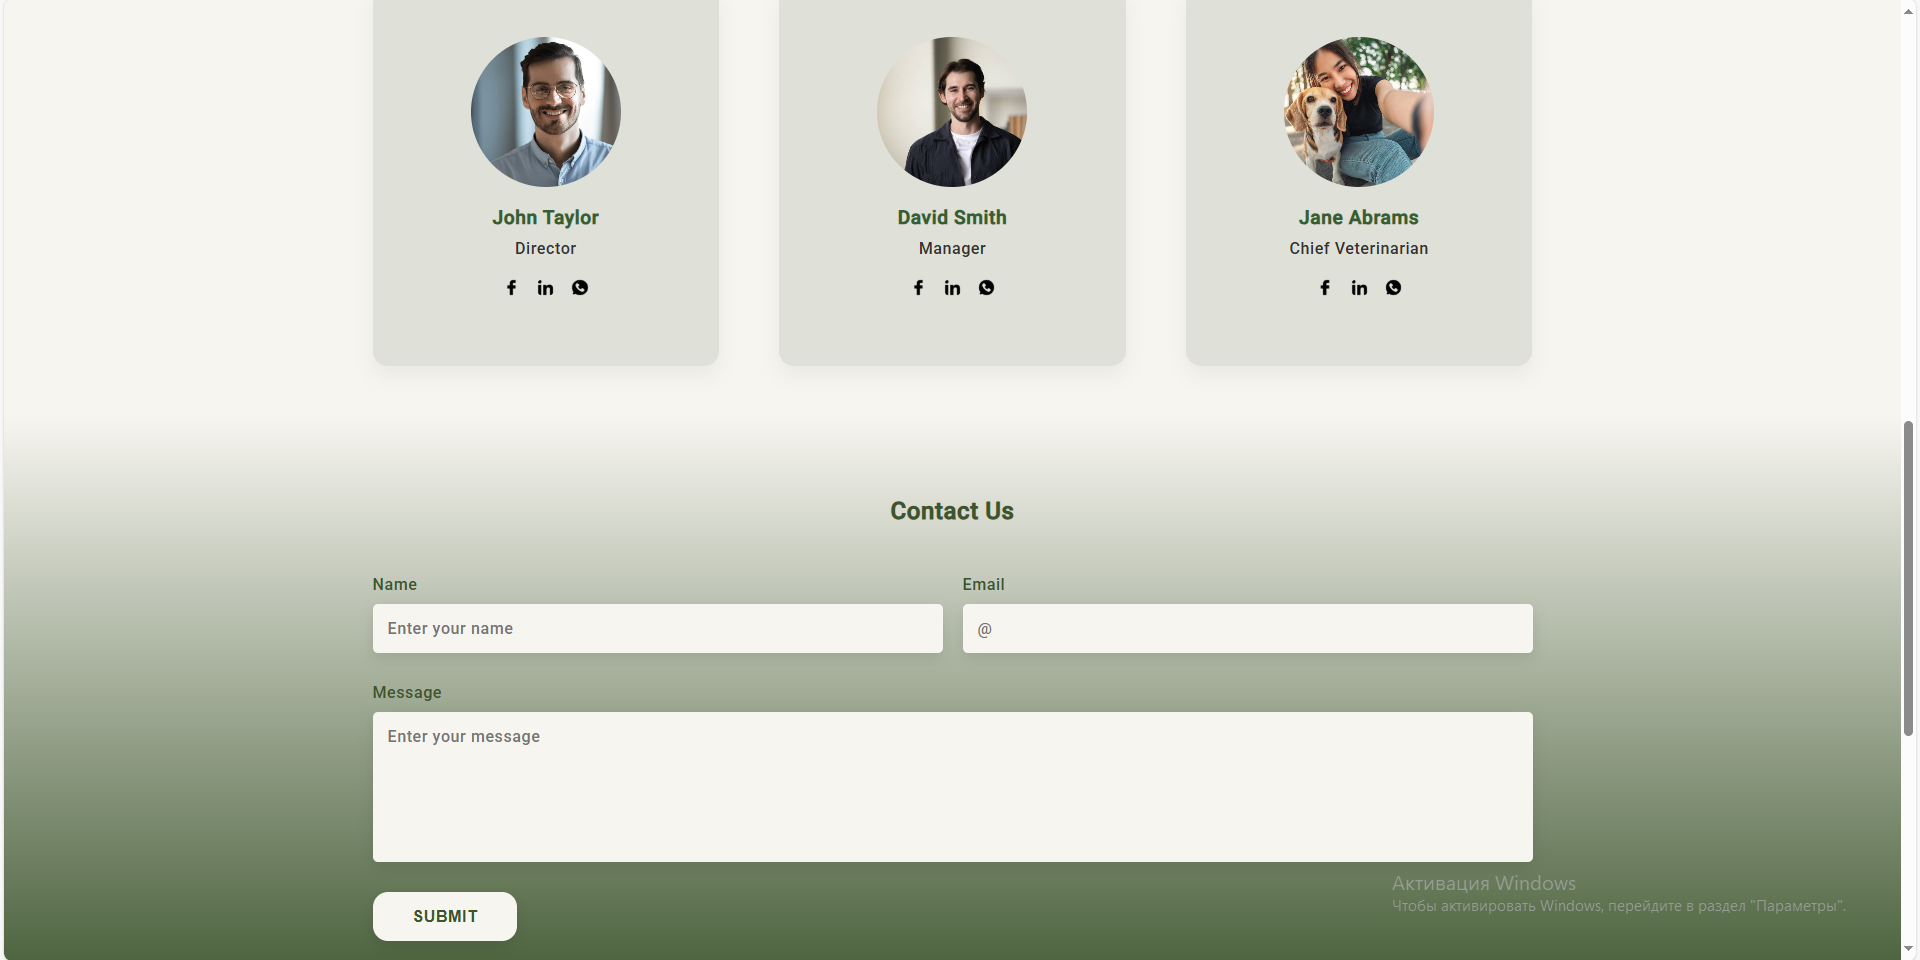 John Taylor
Director
David Smith
Manager
Jane Abrams
Chief Veterinarian
Contact Us
Name
Enter your name
Email
@
Message
Enter your message
SUBMIT
Активация Windows
Чтобы активировать Windows, перейдите в раздел "Параметры".